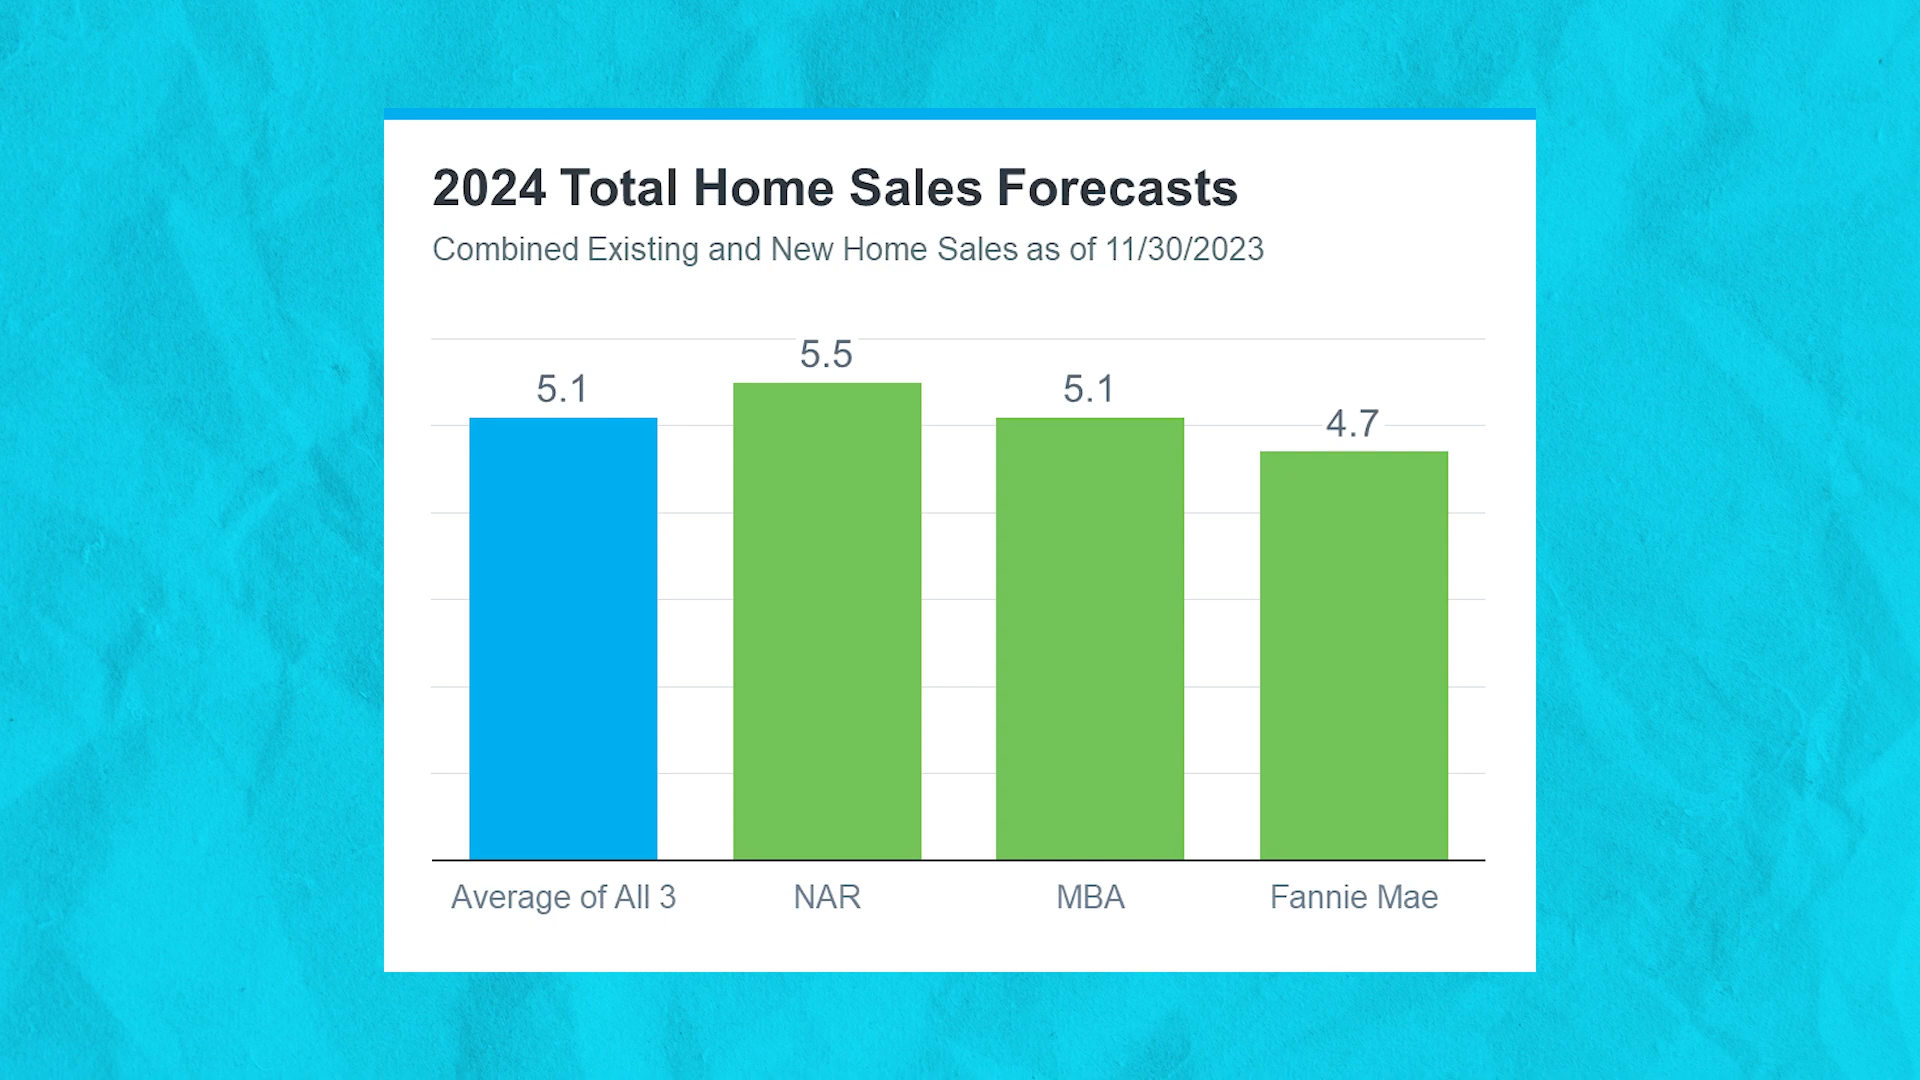 2024 Total Home Sales Forecasts
Combined Existing and New Home Sales as of 11/30/2023
5.1
5.5
5.1
4.7
Average of All 3
NAR
MBA
Fannie Mae